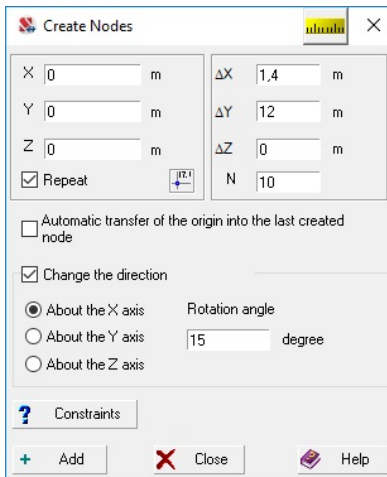 Create Nodes
X 0 m ΔX 1,4 m
Y 0 m ΔY 12 m
Z 0 m ΔZ 0 m
Repeat N 10
Automatic transfer of the origin into the last created
node
Change the direction
About the X axis Rotation angle
About the Y axis 15 degree
About the Z axis
? Constraints
Add Close Help